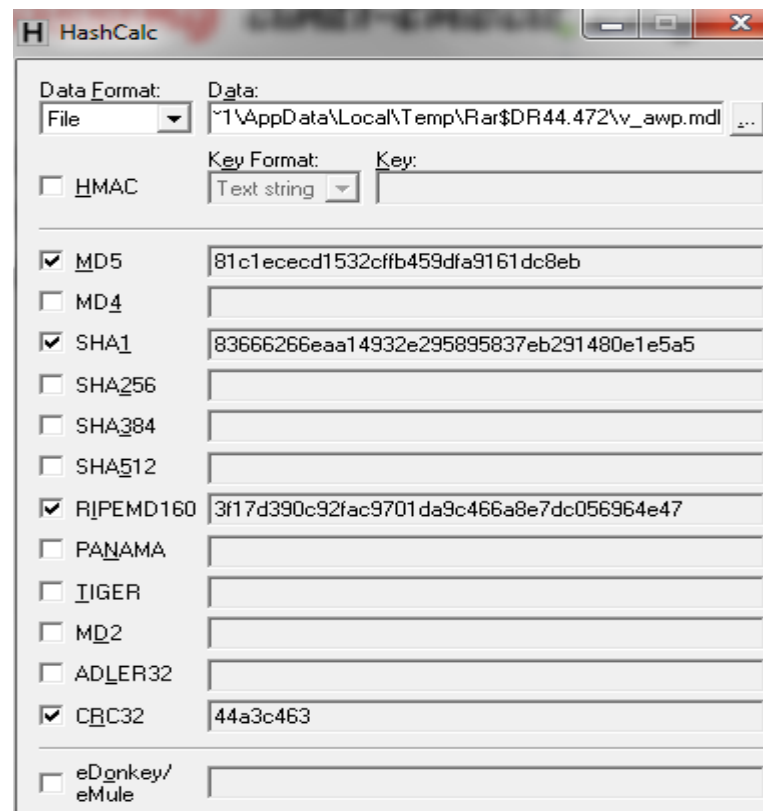 HashCalc
Data Format: Data:
File ~1\AppData\Local\Temp\Rar$DR44.472\v_awp.mdl ...
Key Format: Key:
HMAC Text string
MD5 81c1ececd1532cffb459dfa9161dc8eb
MD4
SHA1 83666266eaa14932e295895837eb291480e1e5a5
SHA256
SHA384
SHA512
RIPEMD160 3f17d390c92fac9701da9c466a8e7dc056964e47
PANAMA
TIGER
MD2
ADLER32
CRC32 44a3c463
eDonkey/
eMule